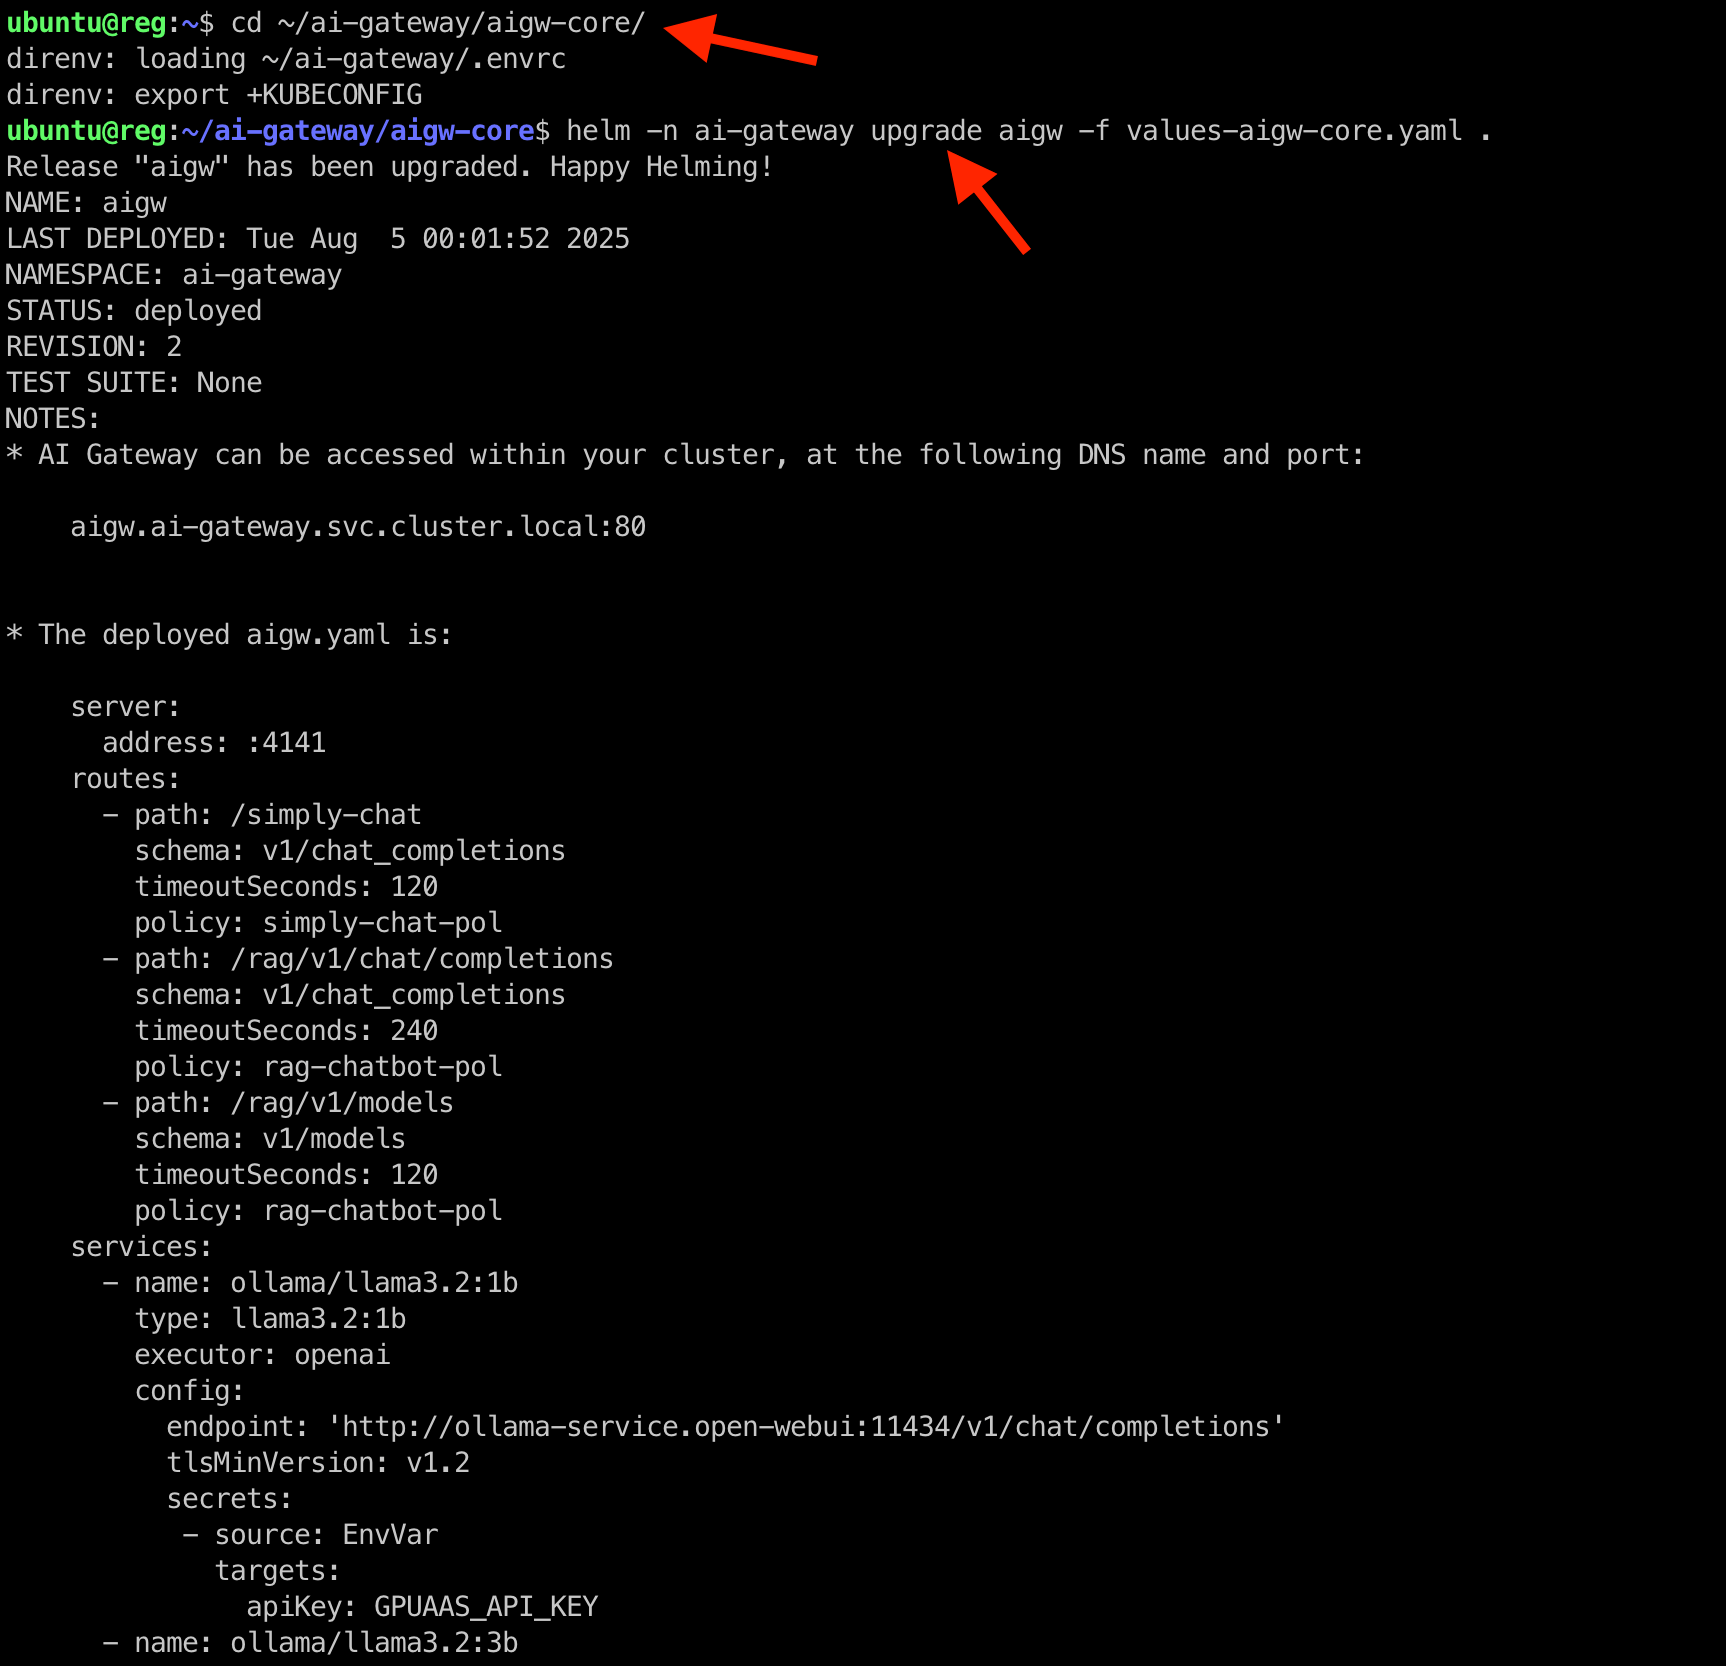 ubuntu@reg:~$ cd ~/ai-gateway/aigw-core/
direnv: loading ~/ai-gateway/.envrc
direnv: export +KUBECONFIG
ubuntu@reg:~/ai-gateway/aigw-core$ helm -n ai-gateway upgrade aigw -f values-aigw-core.yaml .
Release "aigw" has been upgraded. Happy Helming!
NAME: aigw
LAST DEPLOYED: Tue Aug  5 00:01:52 2025
NAMESPACE: ai-gateway
STATUS: deployed
REVISION: 2
TEST SUITE: None
NOTES:
* AI Gateway can be accessed within your cluster, at the following DNS name and port:
    aigw.ai-gateway.svc.cluster.local:80
* The deployed aigw.yaml is:
    server:
      address: :4141
    routes:
      - path: /simply-chat
        schema: v1/chat_completions
        timeoutSeconds: 120
        policy: simply-chat-pol
      - path: /rag/v1/chat/completions
        schema: v1/chat_completions
        timeoutSeconds: 240
        policy: rag-chatbot-pol
      - path: /rag/v1/models
        schema: v1/models
        timeoutSeconds: 120
        policy: rag-chatbot-pol
    services:
      - name: ollama/llama3.2:1b
        type: llama3.2:1b
        executor: openai
        config:
          endpoint: 'http://ollama-service.open-webui:11434/v1/chat/completions'
          tlsMinVersion: v1.2
          secrets:
           - source: EnvVar
             targets:
               apiKey: GPUAAS_API_KEY
      - name: ollama/llama3.2:3b